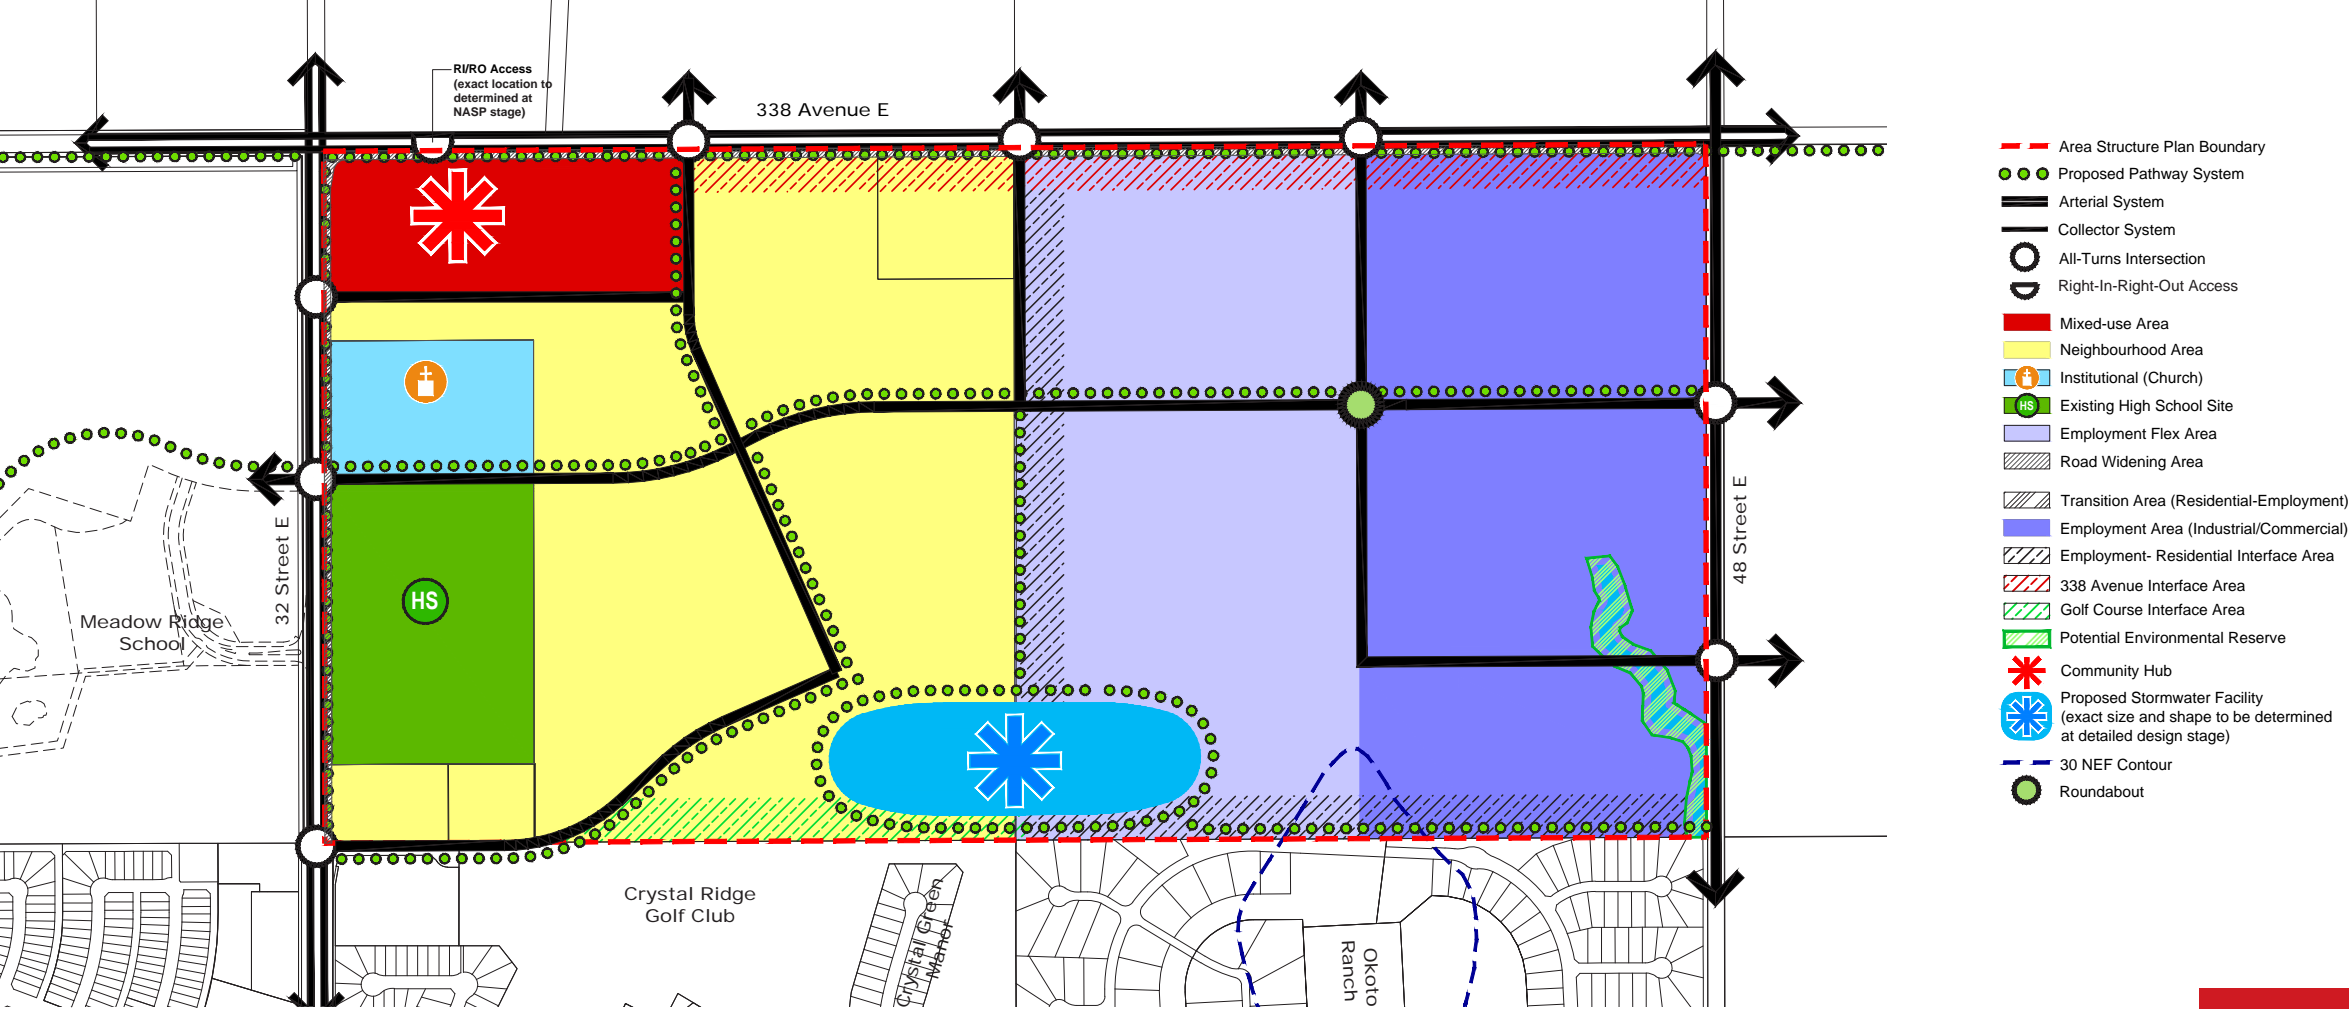 RI/RO Access
(exact location to
determined at
NASP stage)
338 Avenue E
32 Street E
48 Street E
Meadow Ridge
School
HS
Crystal Ridge
Golf Club
Crystal Green
Manor
Okoto
Ranch
Area Structure Plan Boundary
Proposed Pathway System
Arterial System
Collector System
All-Turns Intersection
Right-In-Right-Out Access
Mixed-use Area
Neighbourhood Area
Institutional (Church)
HS Existing High School Site
Employment Flex Area
Road Widening Area
Transition Area (Residential-Employment)
Employment Area (Industrial/Commercial)
Employment- Residential Interface Area
338 Avenue Interface Area
Golf Course Interface Area
Potential Environmental Reserve
Community Hub
Proposed Stormwater Facility
(exact size and shape to be determined
at detailed design stage)
30 NEF Contour
Roundabout